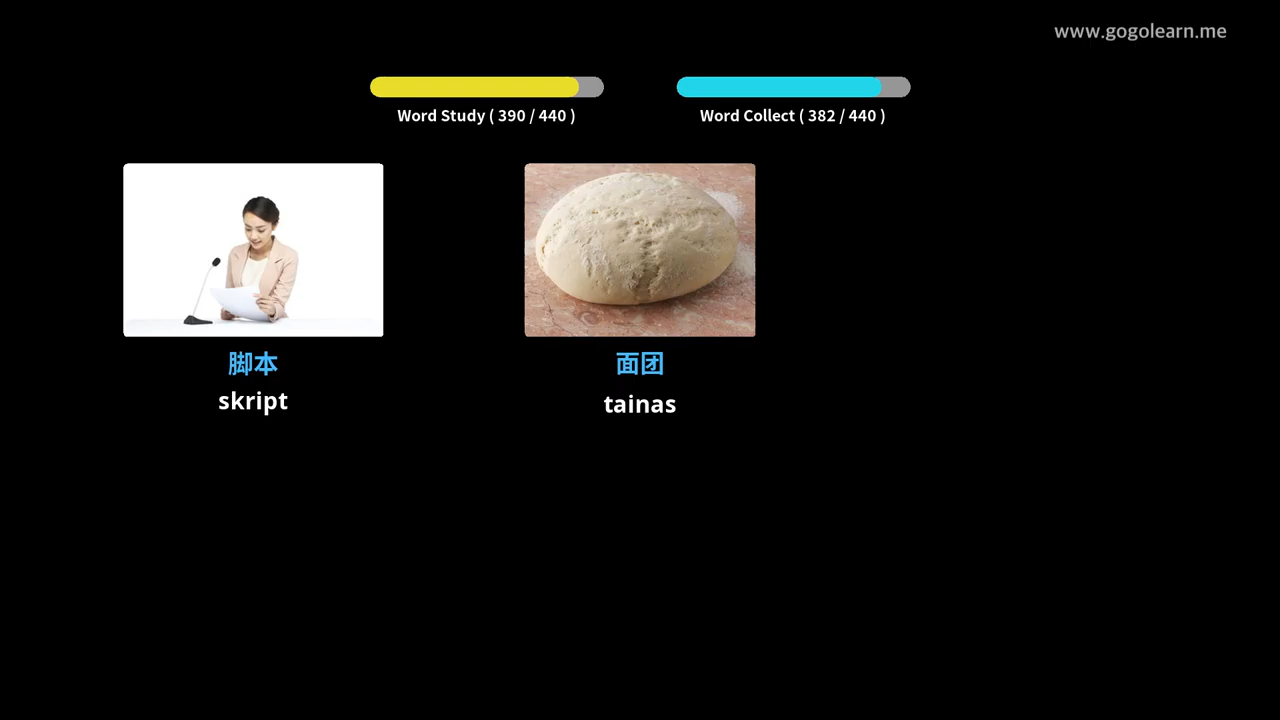 www.gogolearn.me
Word Study ( 390 / 440 )
Word Collect ( 382 / 440 )
脚本
skript
面团
tainas